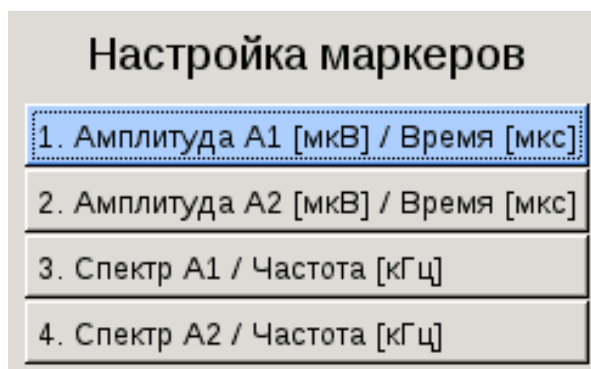 Настройка маркеров
1. Амплитуда А1 [мкВ] / Время [мкс]
2. Амплитуда А2 [мкВ] / Время [мкс]
3. Спектр А1 / Частота [кГц]
4. Спектр А2 / Частота [кГц]